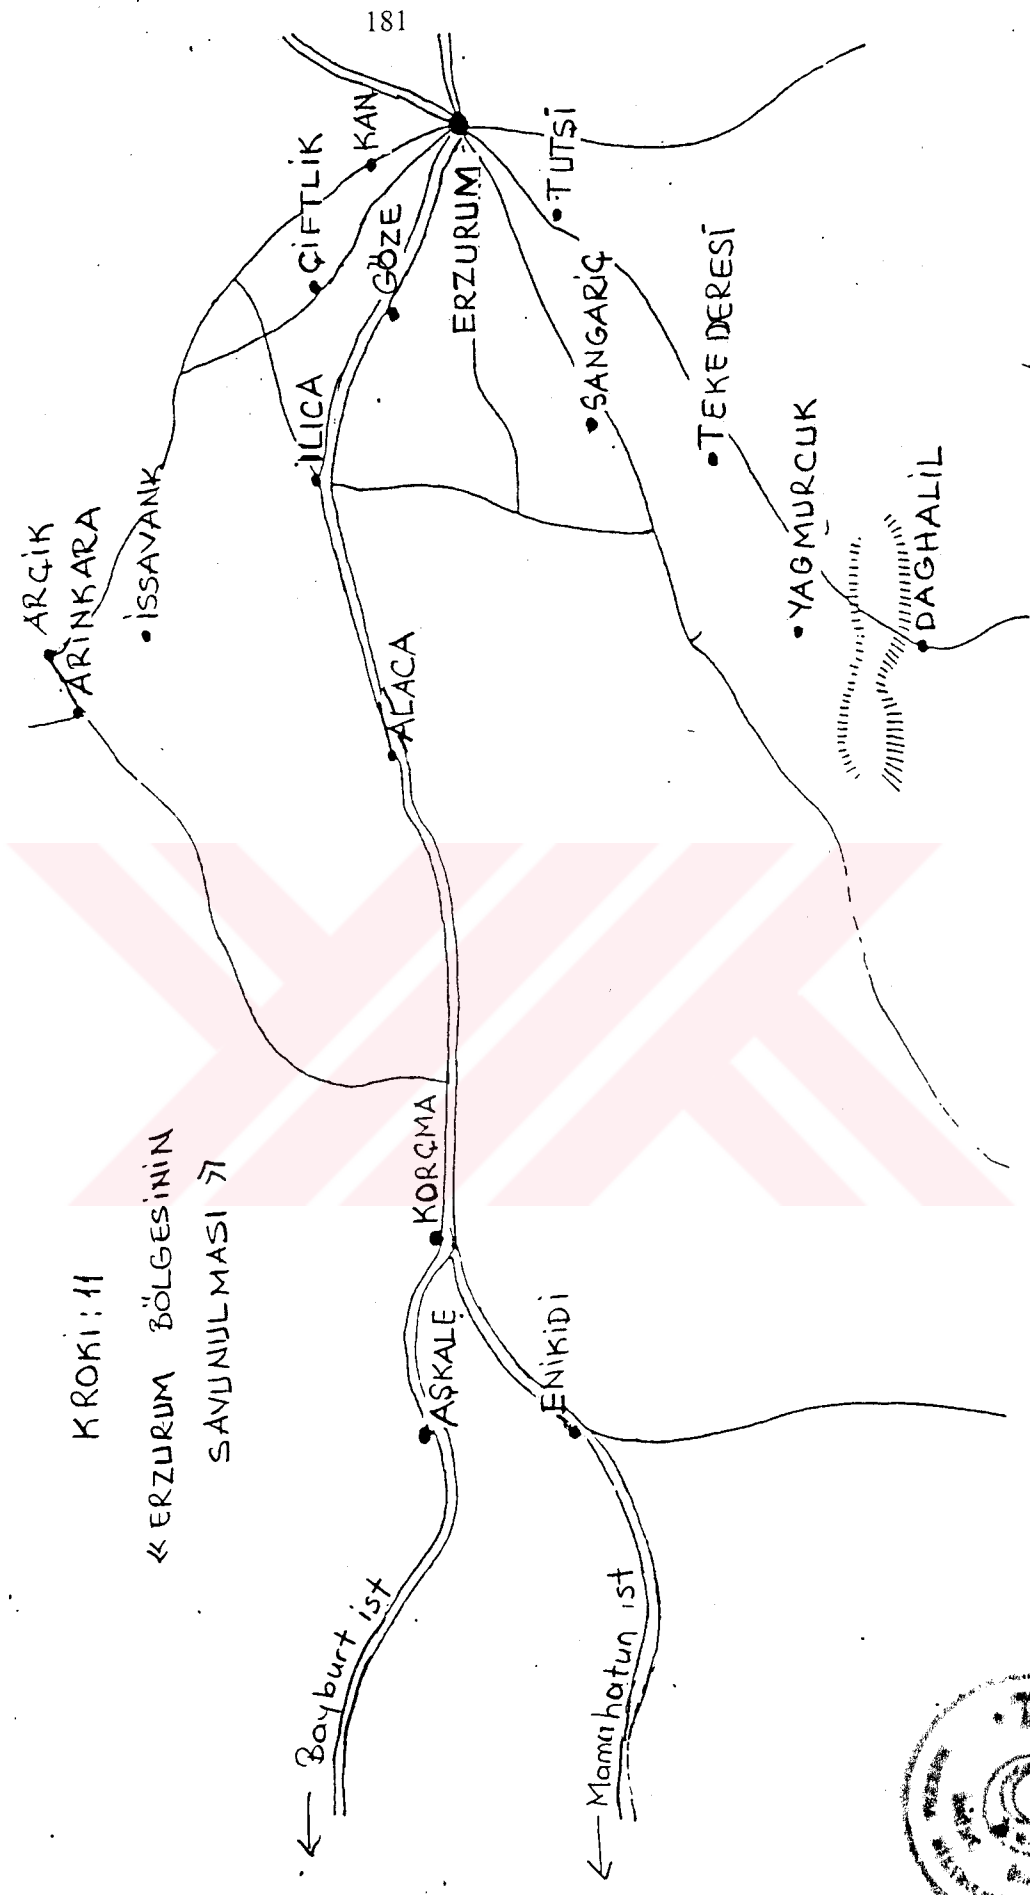 181
KROKİ:11
« ERZURUM BÖLGESİNİN
SAVUNULMASI »
ARÇİK
ARINKARA
İSSAVANK
ÇİFTLİK
KAN
ILICA
GÖZE
ERZURUM
TUTSİ
SANGARİÇ
TEKE DERESİ
YAGMURCUK
DAGHALİL
ALACA
KORÇMA
AŞKALE
ENİKİDİ
Bayburt ist
Mamahatun ist